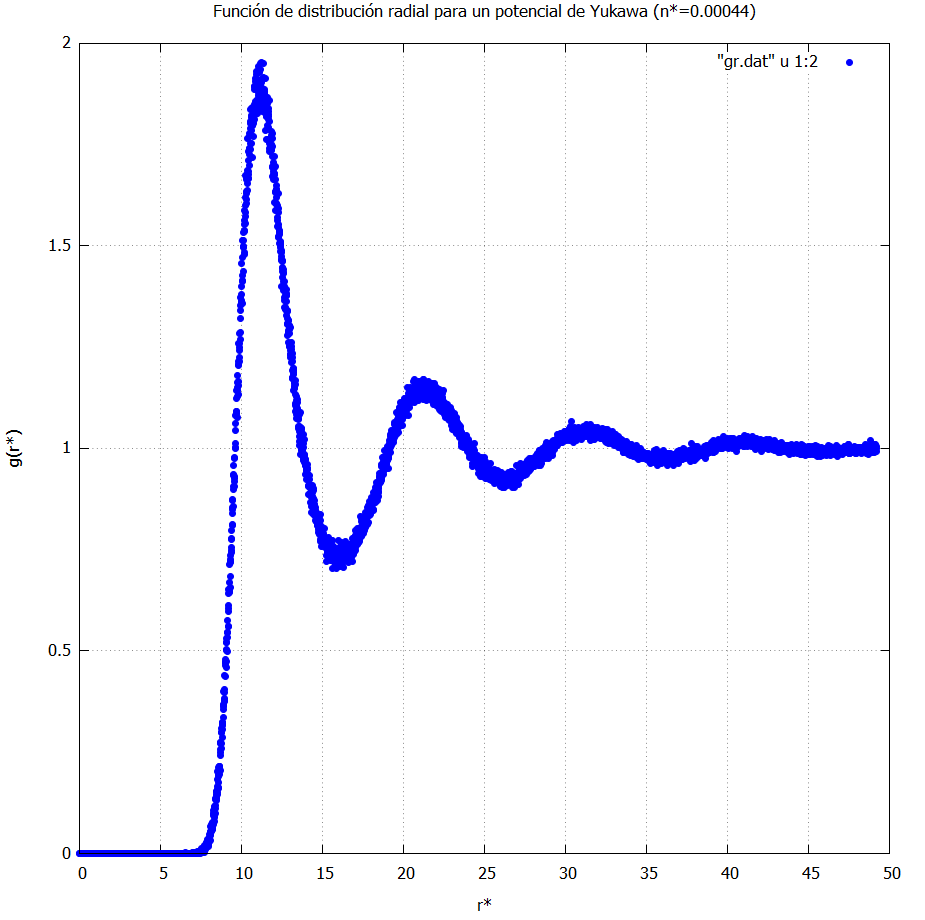 Función de distribución radial para un potencial de Yukawa (n*=0.00044)
"gr.dat" u 1:2
2
1.5
1
0.5
0
g(r*)
0 5 10 15 20 25 30 35 40 45 50
r*